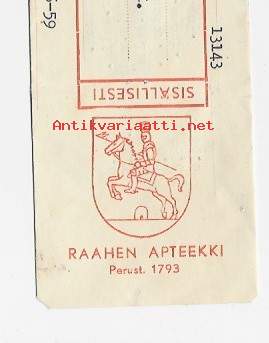 -59
13143
SISÄLLISESTI
Antikvariaatti.net
RAAHEN APTEEKKI
Perust. 1793